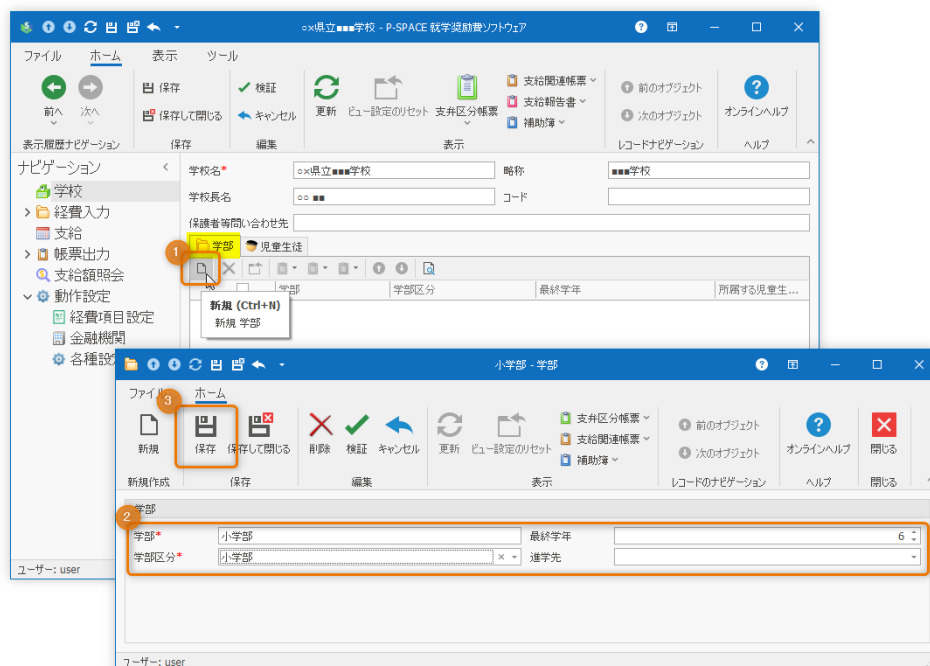 ○×県立■■■学校 - P-SPACE 就学奨励費ソフトウェア
ファイル ホーム 表示 ツール
前へ 次へ
保存
保存して閉じる
検証
キャンセル
更新 ビュー設定のリセット 支弁区分帳票
支給関連帳票
支給報告書
補助簿
前のオブジェクト
次のオブジェクト
オンラインヘルプ
表示履歴ナビゲーション 保存 編集 表示 レコードナビゲーション ヘルプ
ナビゲーション
学校
経費入力
支給
帳票出力
支給額照会
動作設定
経費項目設定
金融機関
各種設
ユーザー: user
学校名* ○×県立■■■学校 略称 ■■■学校
学校長名 ○○ ■■ コード
保護者等問い合わせ先
学部 児童生徒
1
学部 学部区分 最終学年 所属する児童生...
新規 (Ctrl+N)
新規 学部
小学部 - 学部
ファイル ホーム
3
新規 保存 保存して閉じる 削除 検証 キャンセル 更新 ビュー設定のリセット
支弁区分帳票
支給関連帳票
補助簿
前のオブジェクト
次のオブジェクト
オンラインヘルプ 閉じる
新規作成 保存 編集 表示 レコードのナビゲーション ヘルプ 閉じる
学部
2
学部* 小学部 最終学年 6
学部区分* 小学部 進学先
ユーザー: user